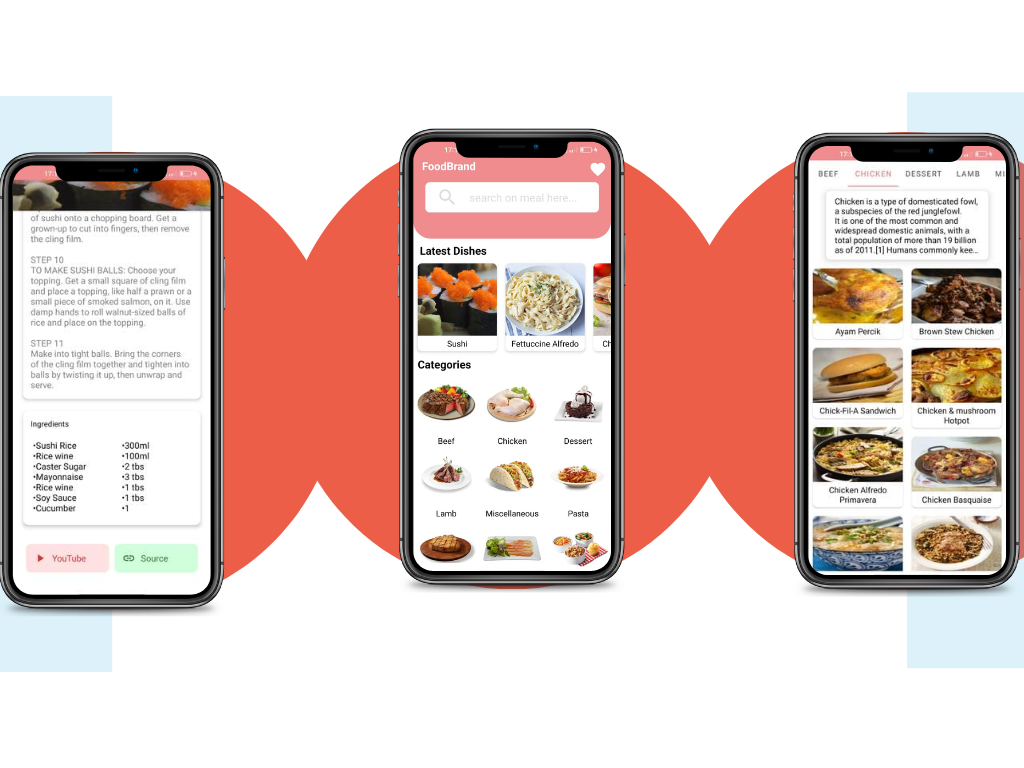 17:
of sushi onto a chopping board. Get a
grown-up to cut into fingers, then remove
the cling film.
STEP 10
TO MAKE SUSHI BALLS: Choose your
topping. Get a small square of cling film
and place a topping, like half a prawn or a
small piece of smoked salmon, on it. Use
damp hands to roll walnut-sized balls of
rice and place on the topping.
STEP 11
Make into tight balls. Bring the corners
of the cling film together and tighten into
balls by twisting it up, then unwrap and
serve.
Ingredients
•Sushi Rice •300ml
•Rice wine •100ml
•Caster Sugar •2 tbs
•Mayonnaise •3 tbs
•Rice wine •1 tbs
•Soy Sauce •1 tbs
•Cucumber •1
YouTube Source
17:
FoodBrand
search on meal here...
Latest Dishes
Sushi Fettuccine Alfredo Ch
Categories
Beef Chicken Dessert
Lamb Miscellaneous Pasta
17:
BEEF CHICKEN DESSERT LAMB MI
Chicken is a type of domesticated fowl,
a subspecies of the red junglefowl.
It is one of the most common and
widespread domestic animals, with a
total population of more than 19 billion
as of 2011.[1] Humans commonly kee...
Ayam Percik Brown Stew Chicken
Chick-Fil-A Sandwich Chicken & mushroom
Hotpot
Chicken Alfredo
Primavera Chicken Basquaise